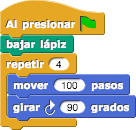 Al presionar
bajar lápiz
repetir 4
mover 100 pasos
girar 90 grados